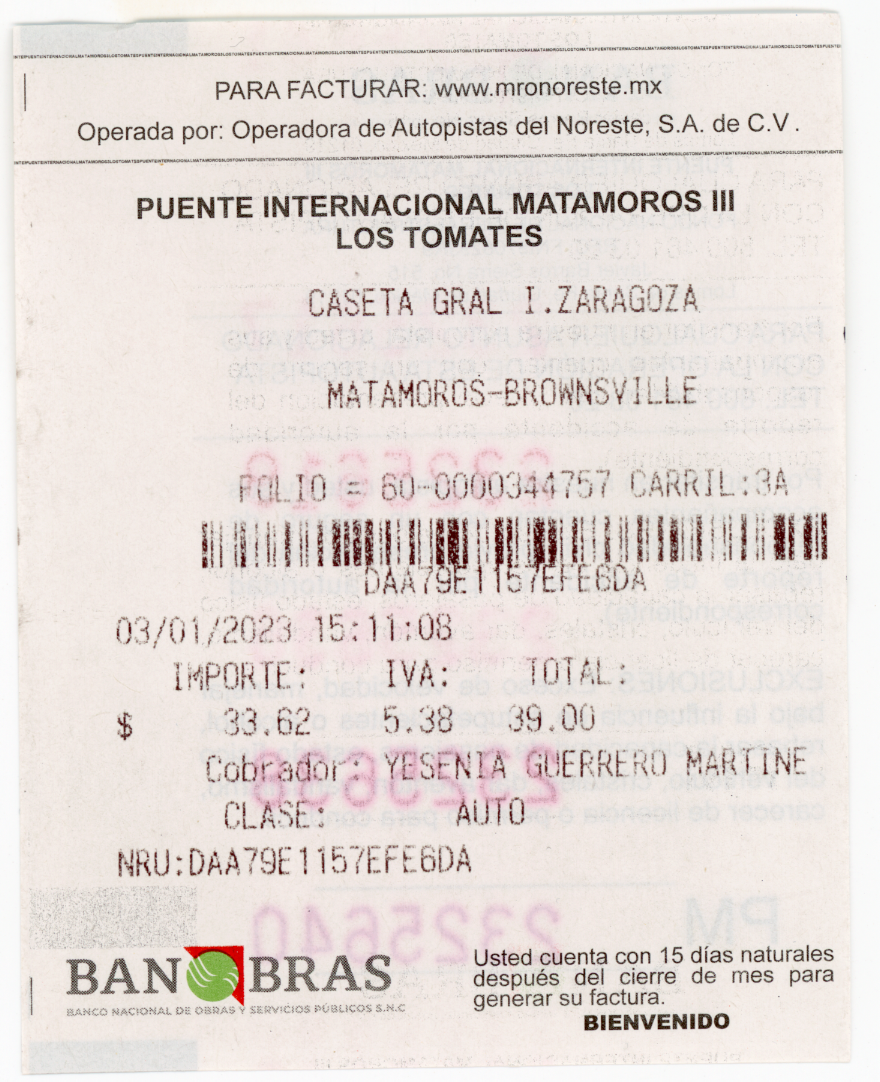 PARA FACTURAR: www.mronoreste.mx
Operada por: Operadora de Autopistas del Noreste, S.A. de C.V.
PUENTE INTERNACIONAL MATAMOROS III
LOS TOMATES
CASETA GRAL I.ZARAGOZA
MATAMOROS-BROWNSVILLE
FOLIO = 60-0000344757 CARRIL:3A
DAA79E1157EFE6DA
03/01/2023 15:11:08
IMPORTE: IVA: TOTAL:
$ 33.62 5.38 39.00
Cobrador: YESENIA GUERRERO MARTINE
CLASE: AUTO
NRU:DAA79E1157EFE6DA
BANOBRAS
BANCO NACIONAL DE OBRAS Y SERVICIOS PÚBLICOS S.N.C
Usted cuenta con 15 días naturales
después del cierre de mes para
generar su factura.
BIENVENIDO